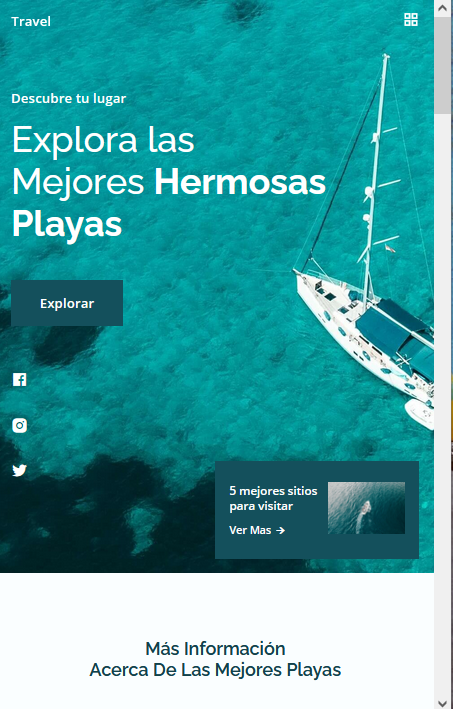 Travel
Descubre tu lugar
Explora las
Mejores Hermosas
Playas
Explorar
5 mejores sitios
para visitar
Ver Mas →
Más Información
Acerca De Las Mejores Playas